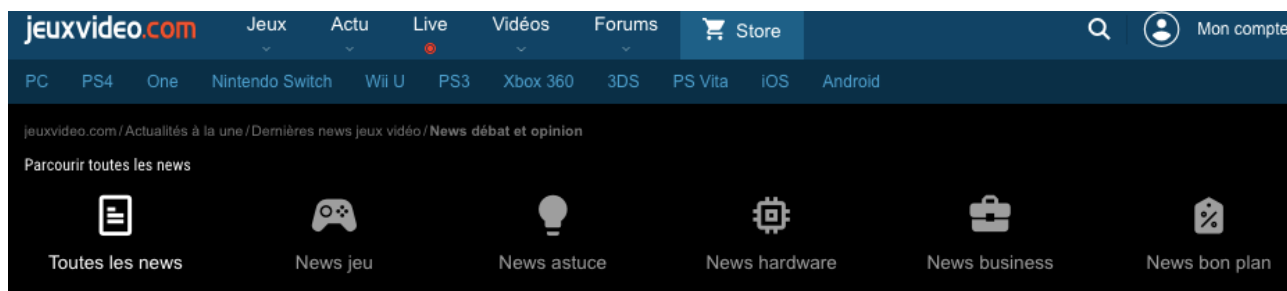 jeuxvideo.com Jeux Actu Live Vidéos Forums Store Mon compte
PC PS4 One Nintendo Switch Wii U PS3 Xbox 360 3DS PS Vita iOS Android
jeuxvideo.com / Actualités à la une / Dernières news jeux vidéo / News débat et opinion
Parcourir toutes les news
Toutes les news News jeu News astuce News hardware News business News bon plan